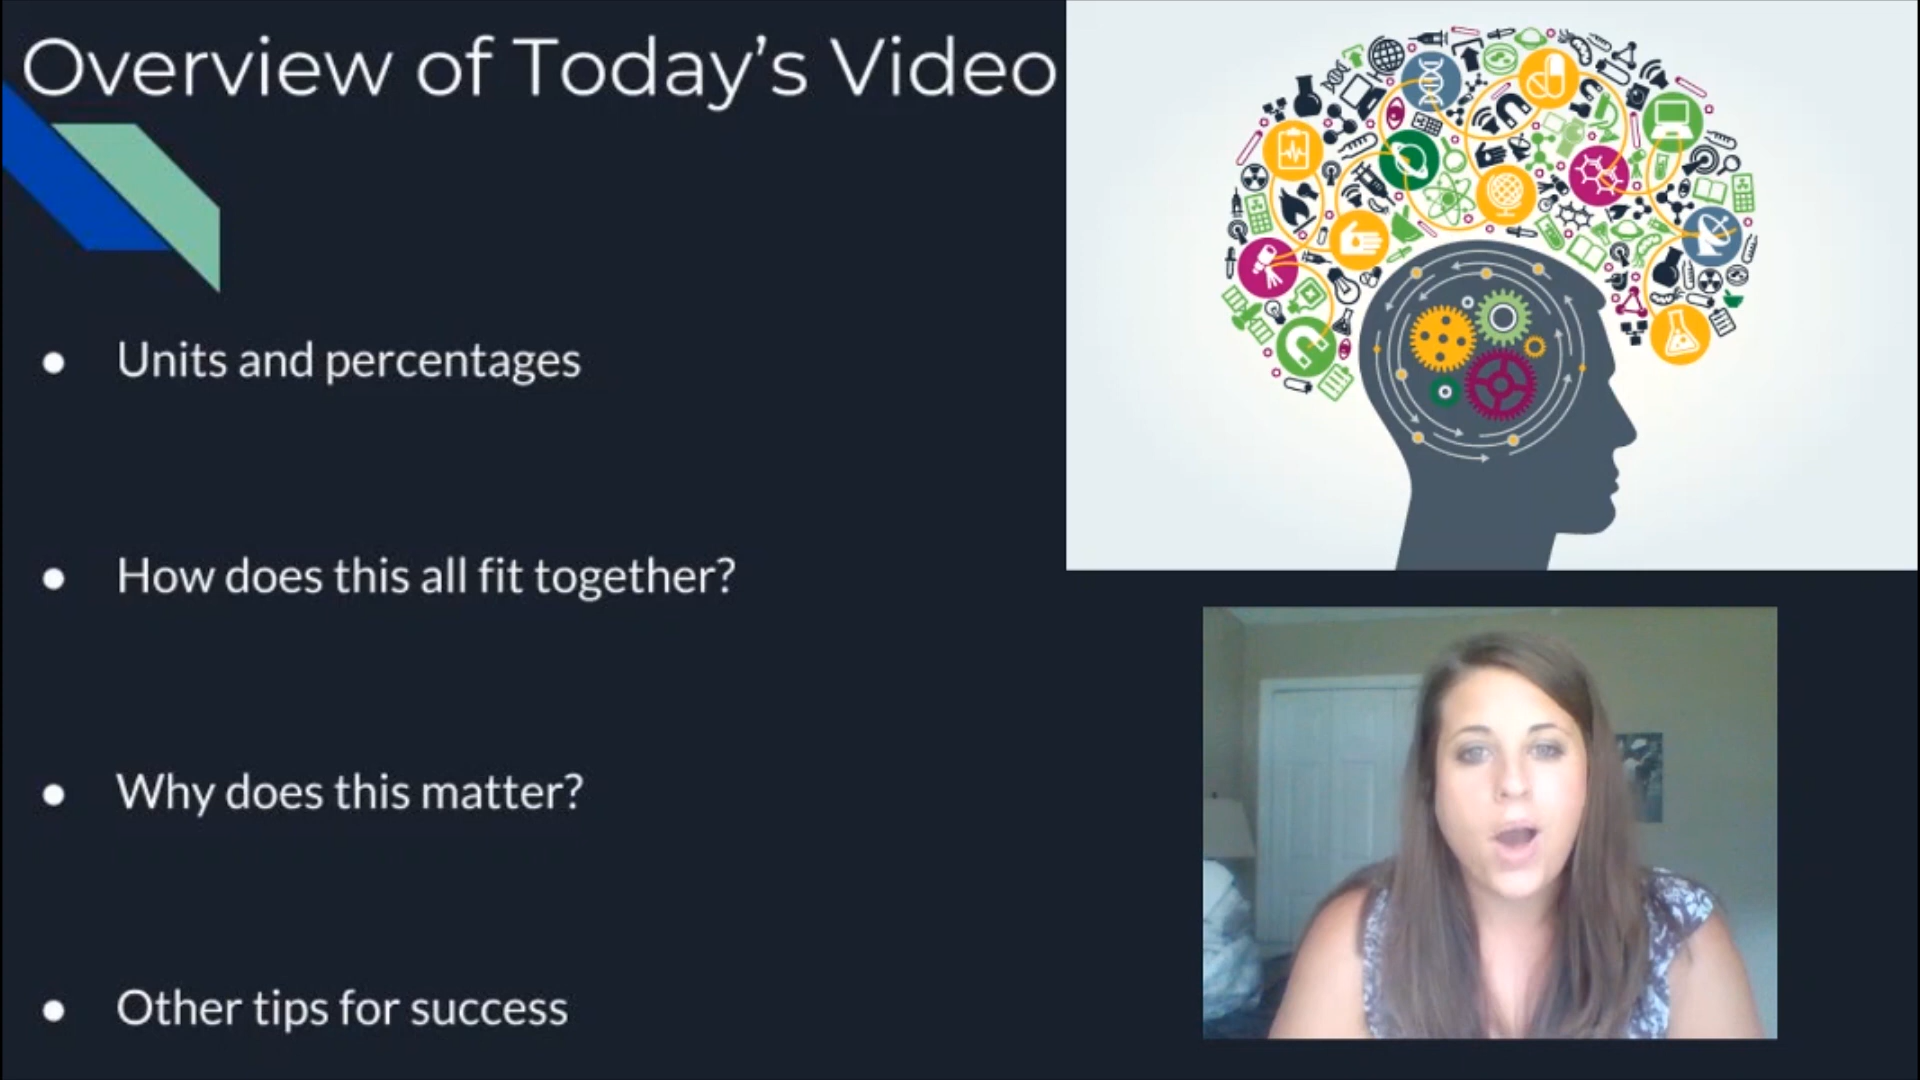 Overview of Today's Video
Units and percentages
How does this all fit together?
Why does this matter?
Other tips for success